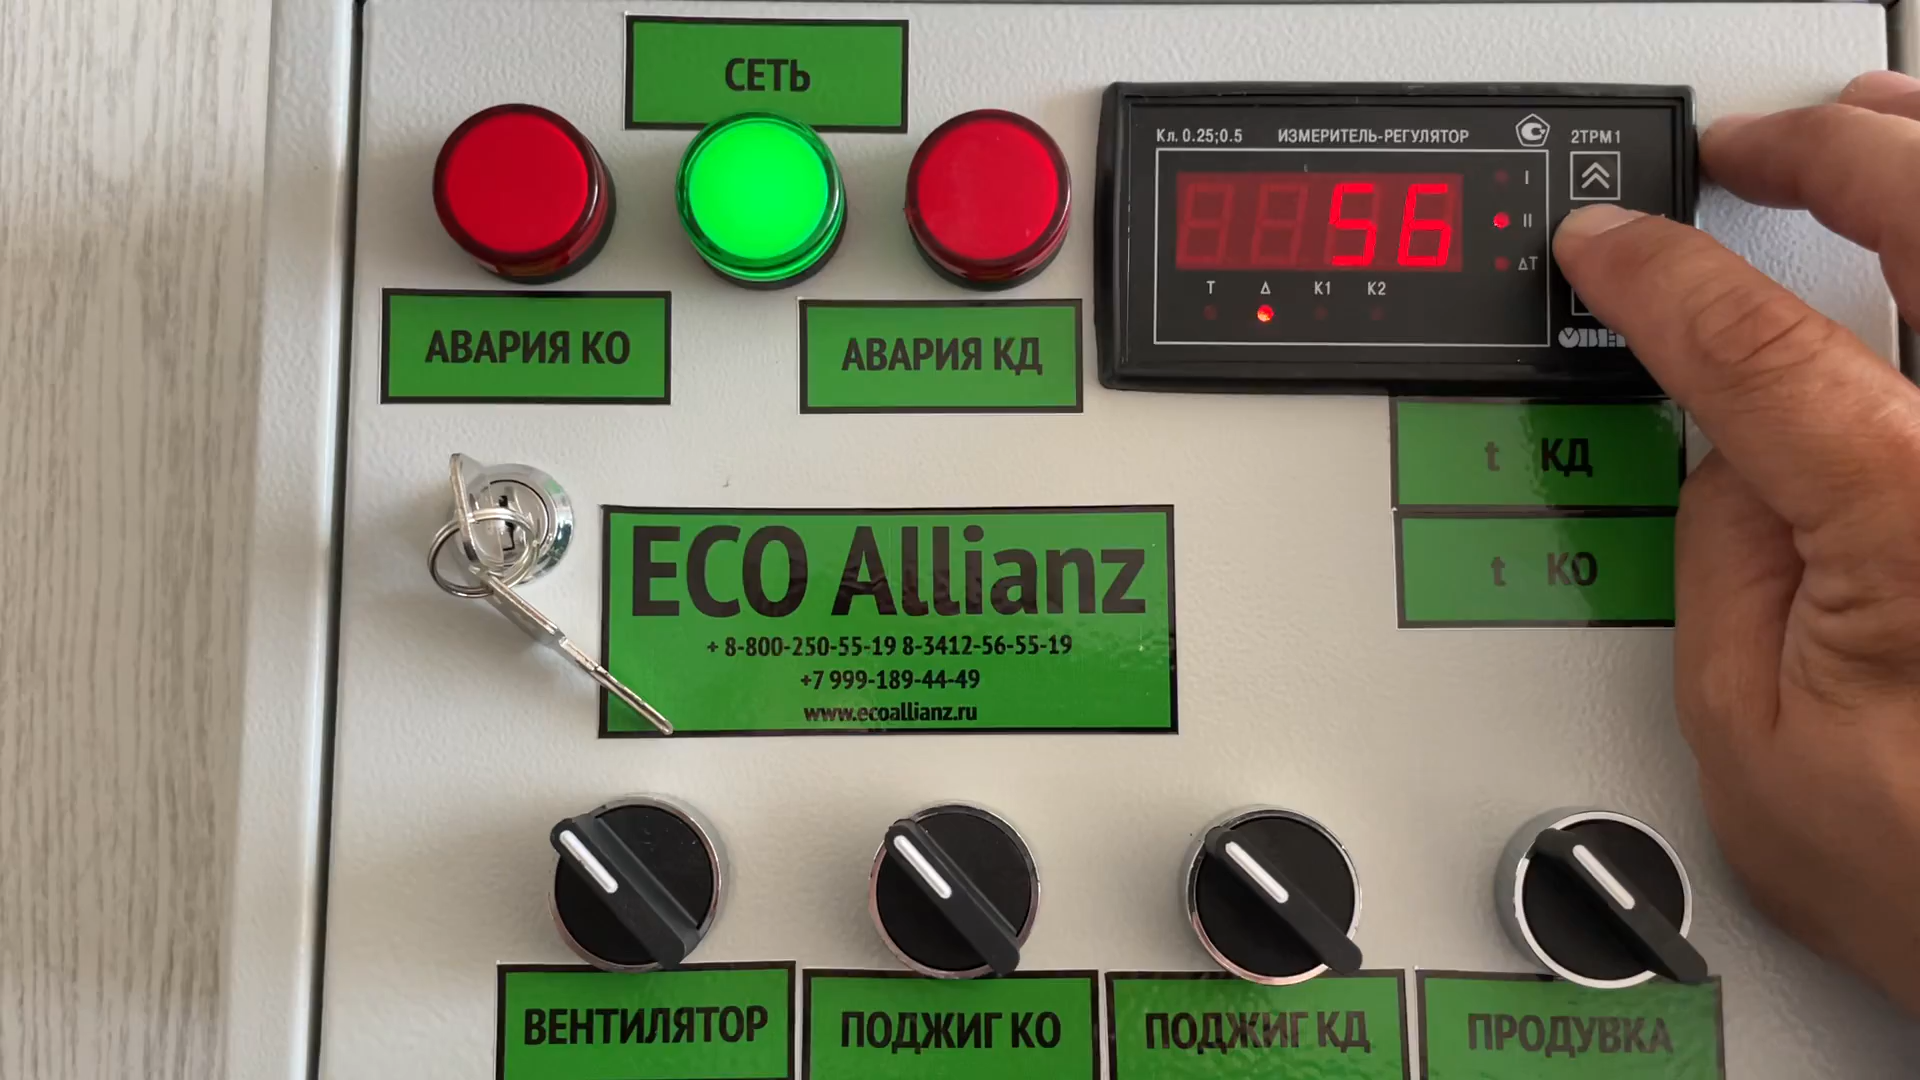 СЕТЬ
Кл. 0.25;0.5 ИЗМЕРИТЕЛЬ-РЕГУЛЯТОР 2ТРМ1
56
I
II
ΔT
T Δ K1 K2
АВАРИЯ КО
АВАРИЯ КД
t КД
t КО
ECO Allianz
+ 8-800-250-55-19 8-3412-56-55-19
+7 999-189-44-49
www.ecoallianz.ru
ВЕНТИЛЯТОР
ПОДЖИГ КО
ПОДЖИГ КД
ПРОДУВКА